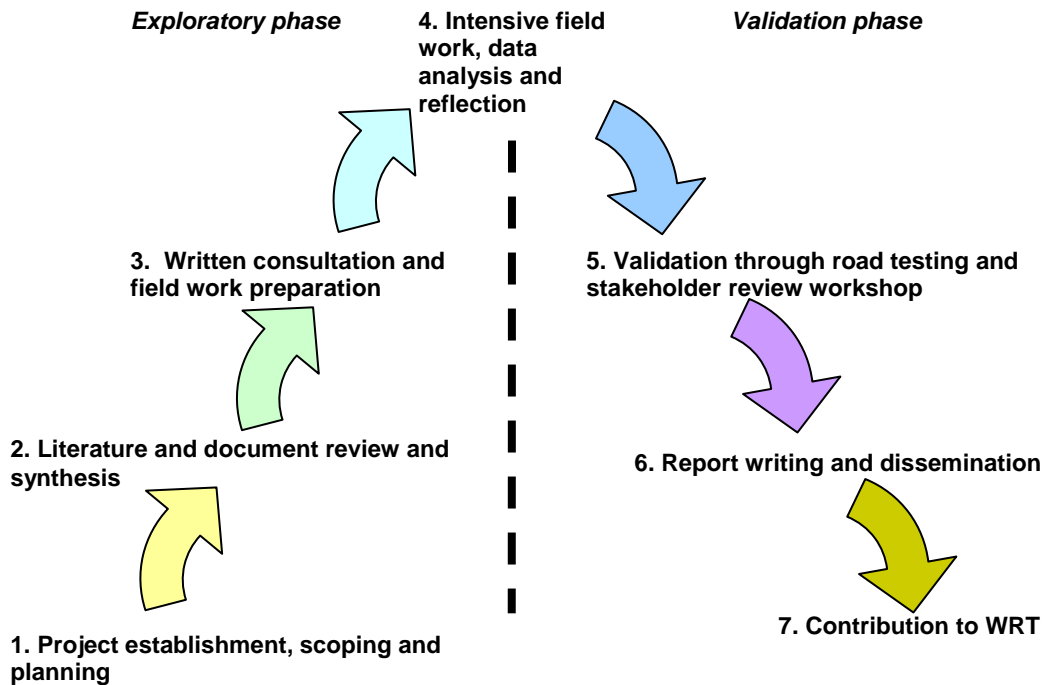 Exploratory phase
4. Intensive field
work, data
analysis and
reflection
Validation phase
3. Written consultation and
field work preparation
5. Validation through road testing and
stakeholder review workshop
2. Literature and document review and
synthesis
6. Report writing and dissemination
1. Project establishment, scoping and
planning
7. Contribution to WRT